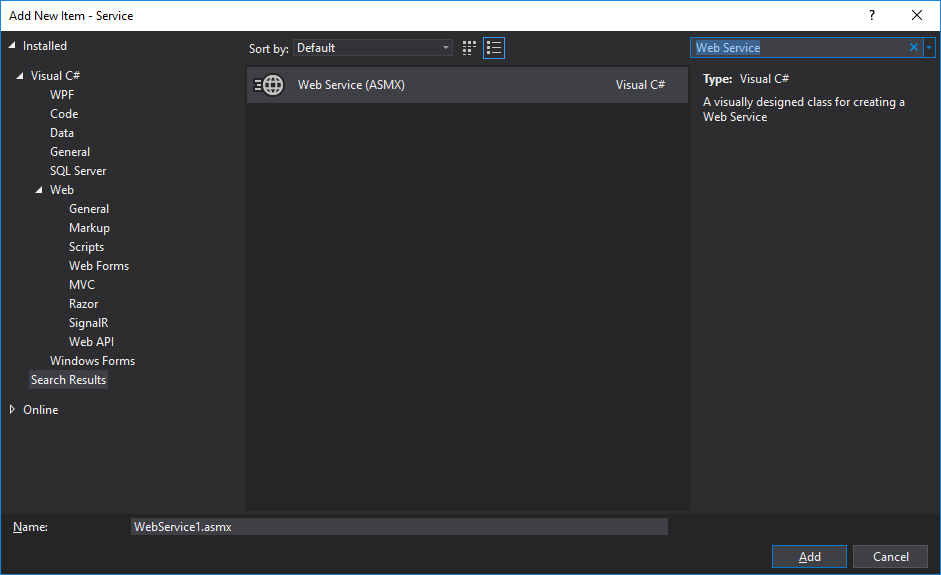 Add New Item - Service
?
Installed
Visual C#
WPF
Code
Data
General
SQL Server
Web
General
Markup
Scripts
Web Forms
MVC
Razor
SignalR
Web API
Windows Forms
Search Results
Online
Sort by: Default
Web Service (ASMX) Visual C#
Web Service
Type: Visual C#
A visually designed class for creating a
Web Service
Name: WebService1.asmx
Add Cancel